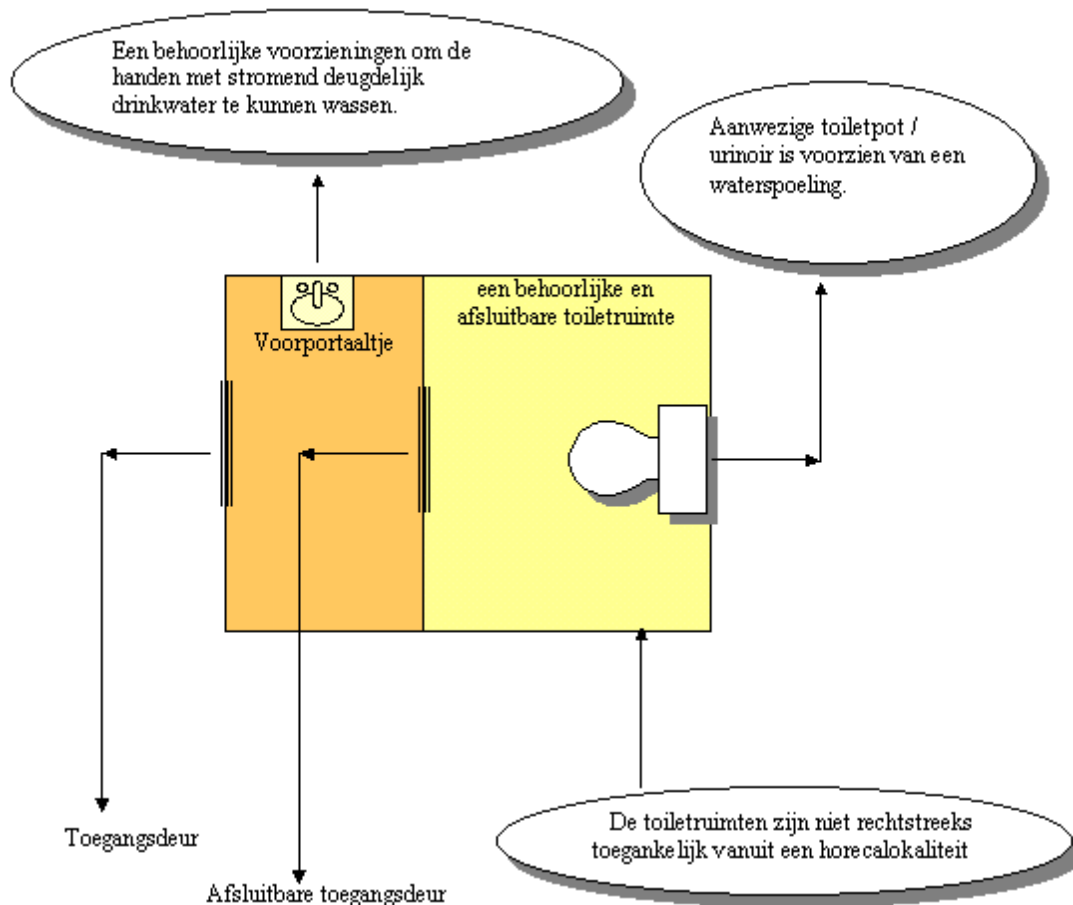 Een behoorlijke voorzieningen om de
handen met stromend deugdelijk
drinkwater te kunnen wassen.
Aanwezige toiletpot /
urinoir is voorzien van een
waterspoeling.
een behoorlijke en
afsluitbare toiletruimte
Voorportaaltje
De toiletruimten zijn niet rechtstreeks
toegankelijk vanuit een horecalokaliteit
Toegangsdeur
Afsluitbare toegangsdeur